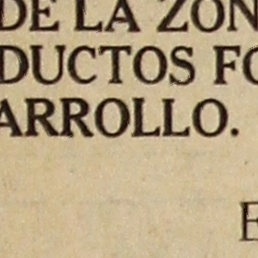 DE LA ZON
DUCTOS FO
ARROLLO.
E